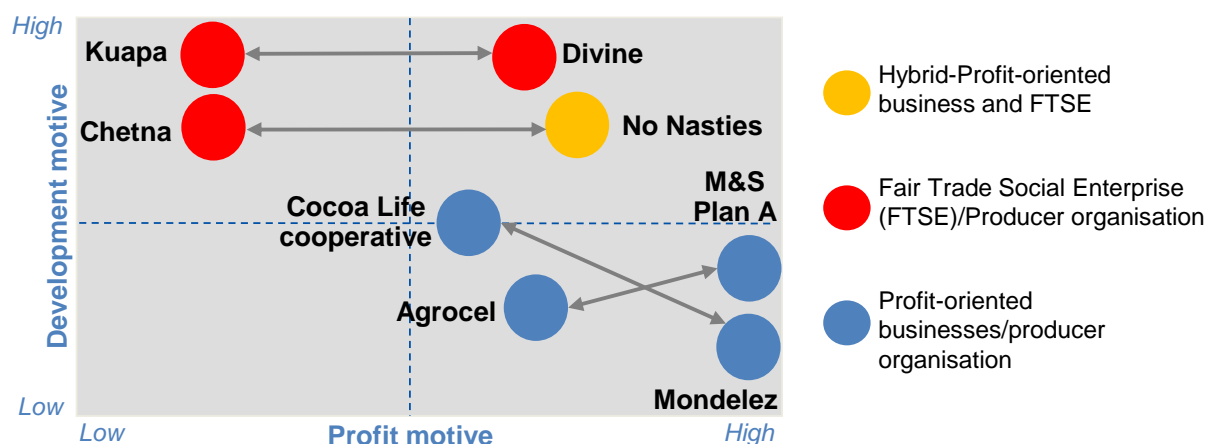 High
Kuapa
Divine
Chetna
No Nasties
M&S
Plan A
Cocoa Life
cooperative
Agrocel
Mondelez
Development motive
Low
Low
Profit motive
High
Hybrid-Profit-oriented
business and FTSE
Fair Trade Social Enterprise
(FTSE)/Producer organisation
Profit-oriented
businesses/producer
organisation